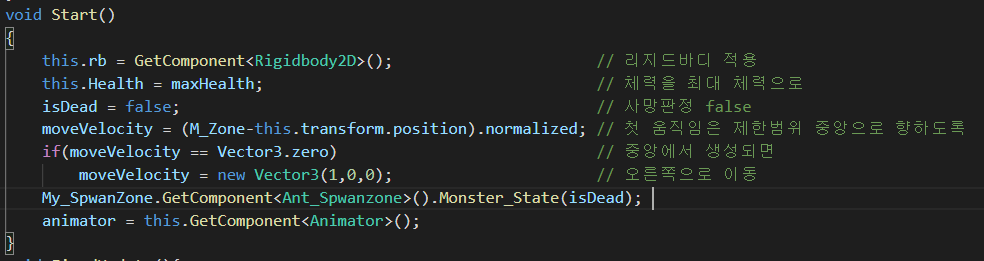 void Start()
{
this.rb = GetComponent<Rigidbody2D>(); // 리지드바디 적용
this.Health = maxHealth; // 체력을 최대 체력으로
isDead = false; // 사망판정 false
moveVelocity = (M_Zone-this.transform.position).normalized; // 첫 움직임은 제한범위 중앙으로 향하도록
if(moveVelocity == Vector3.zero) // 중앙에서 생성되면
moveVelocity = new Vector3(1,0,0); // 오른쪽으로 이동
My_SpwanZone.GetComponent<Ant_Spwanzone>().Monster_State(isDead);
animator = this.GetComponent<Animator>();
}